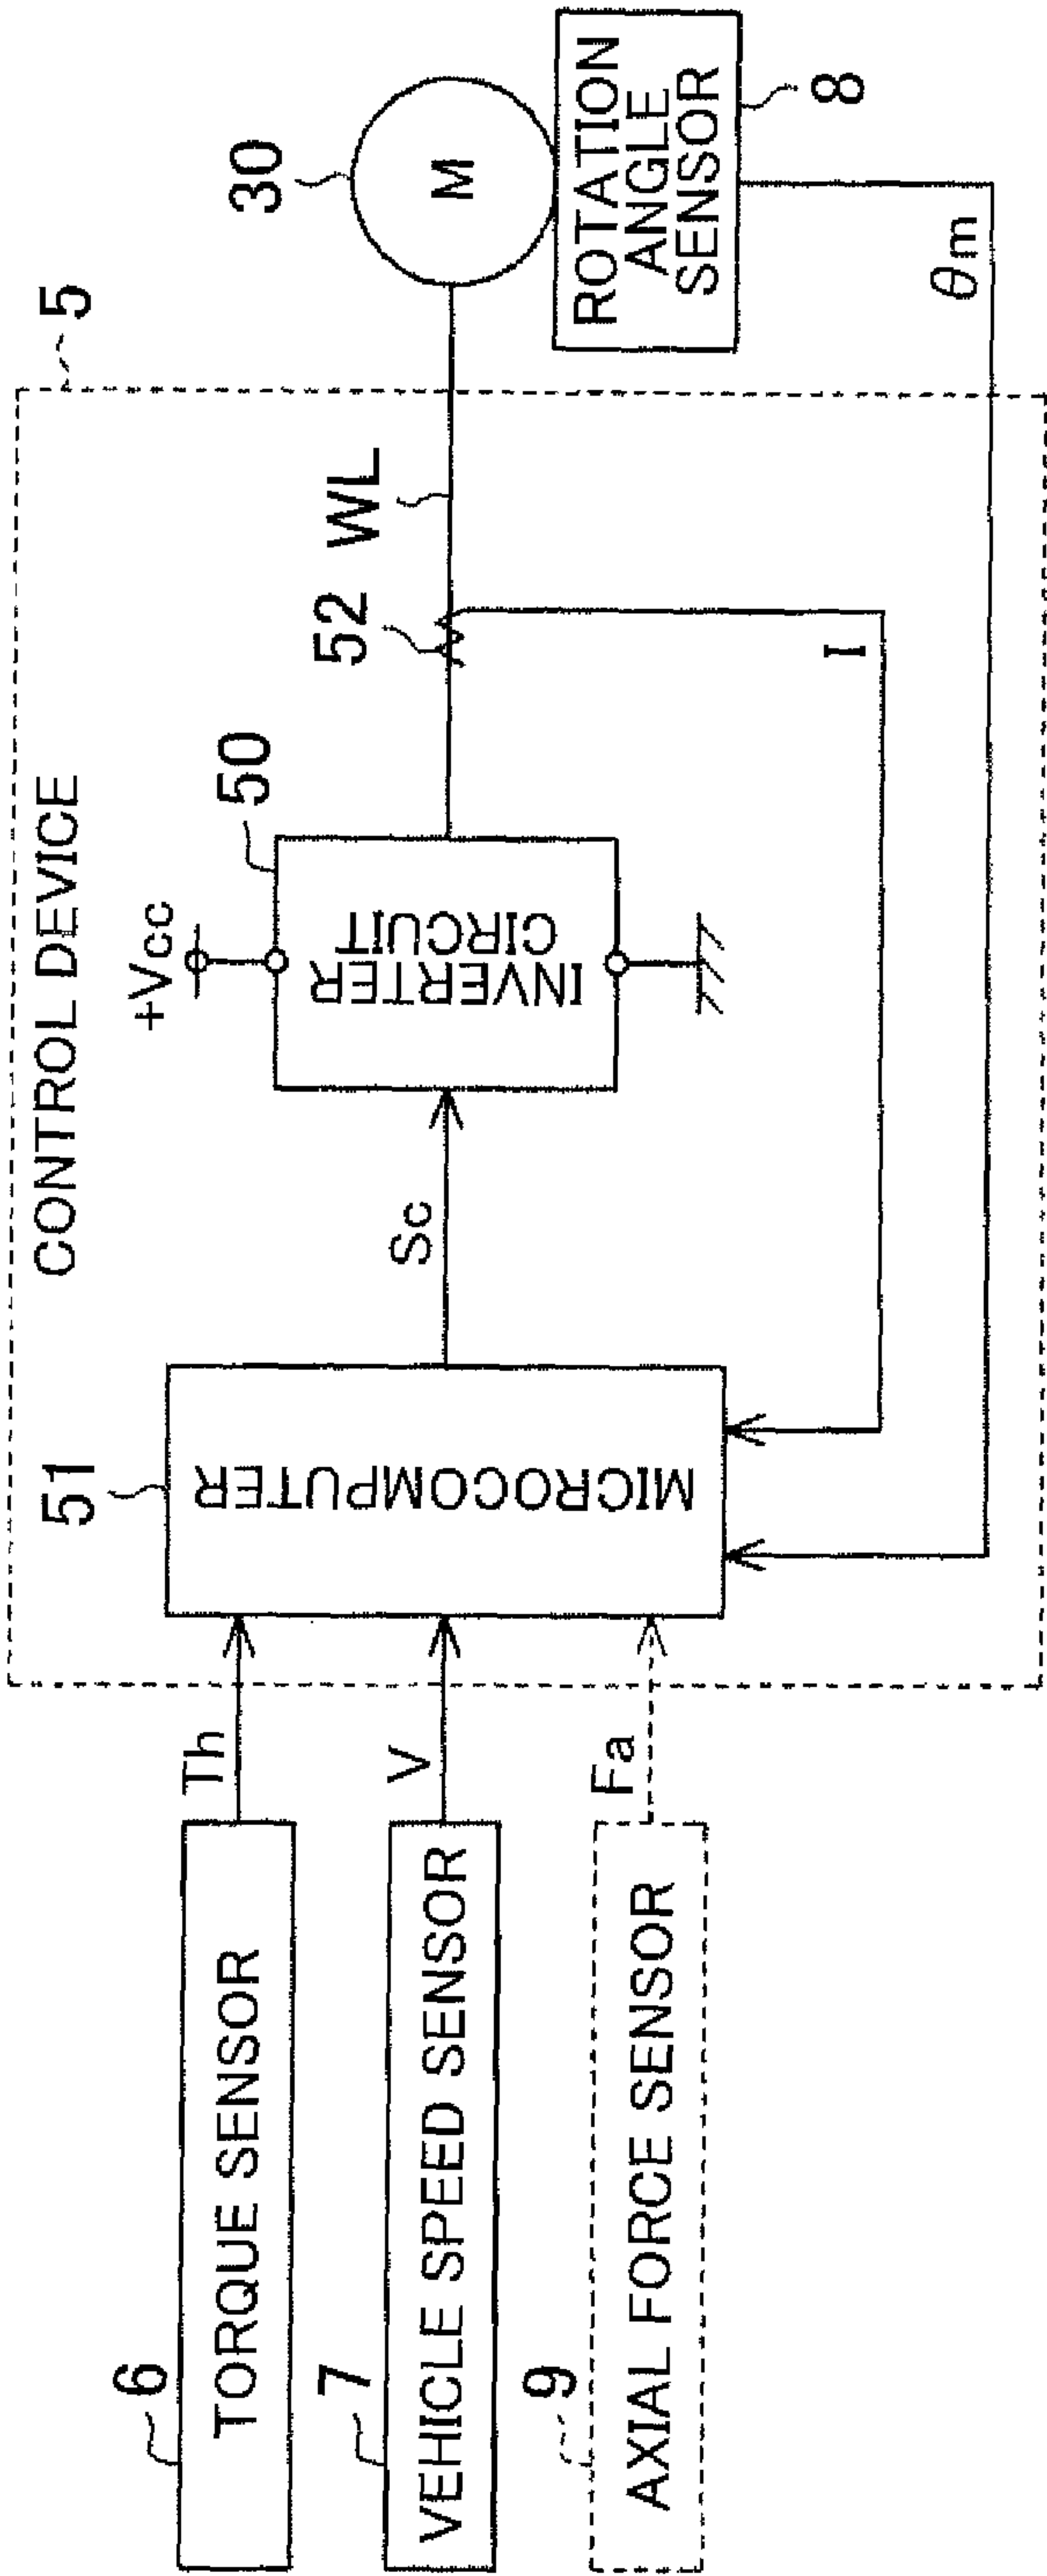 CONTROL DEVICE
5
30
M
ROTATION
ANGLE
SENSOR
8
θm
+Vcc
50
INVERTER
CIRCUIT
52
WL
I
51
MICROCOMPUTER
Sc
Th
V
Fa
6
TORQUE SENSOR
7
VEHICLE SPEED SENSOR
9
AXIAL FORCE SENSOR